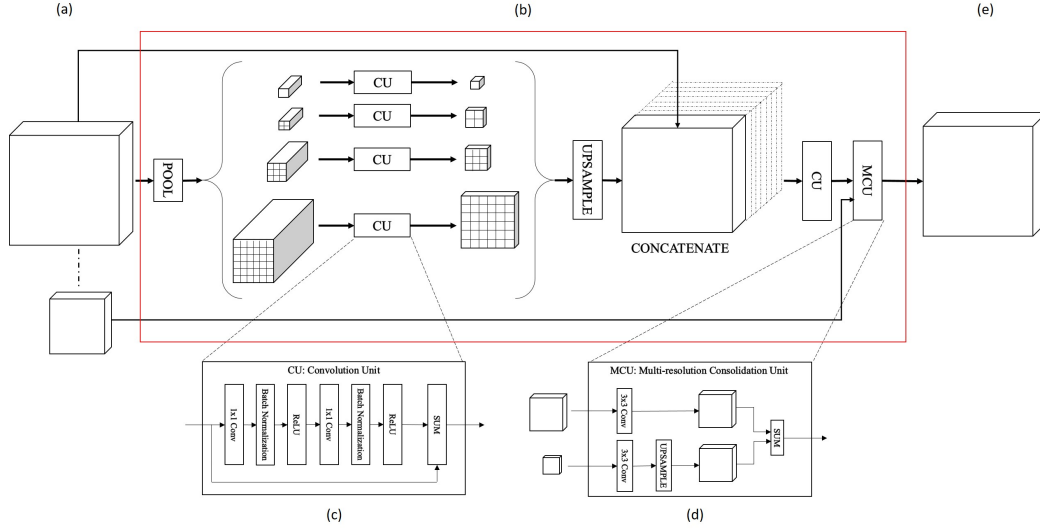 (a)
(b)
(e)
POOL
CU
CU
CU
CU
UPSAMPLE
CONCATENATE
CU
MCU
CU: Convolution Unit
1x1 Conv
Batch Normalization
ReLU
1x1 Conv
Batch Normalization
ReLU
SUM
(c)
MCU: Multi-resolution Consolidation Unit
3x3 Conv
3x3 Conv
UPSAMPLE
SUM
(d)